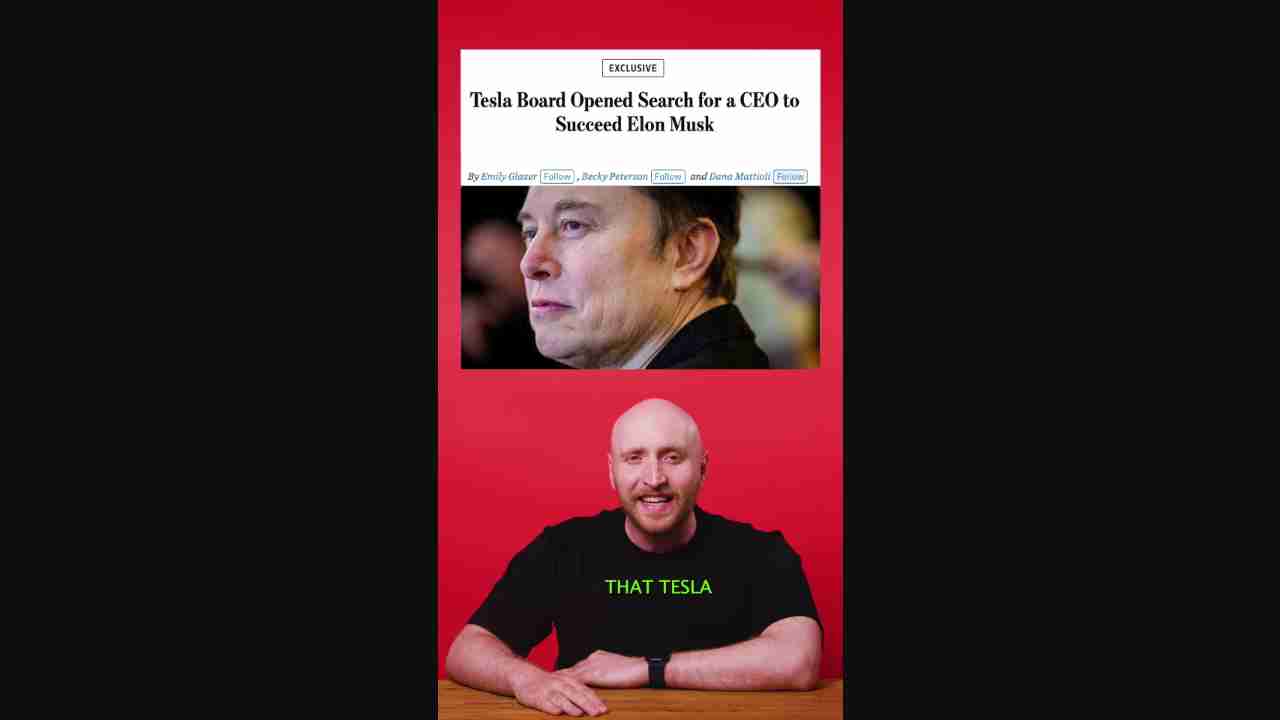 EXCLUSIVE
Tesla Board Opened Search for a CEO to
Succeed Elon Musk
By Emily Glazer Follow , Becky Peterson Follow and Dana Mattioli Follow
THAT TESLA